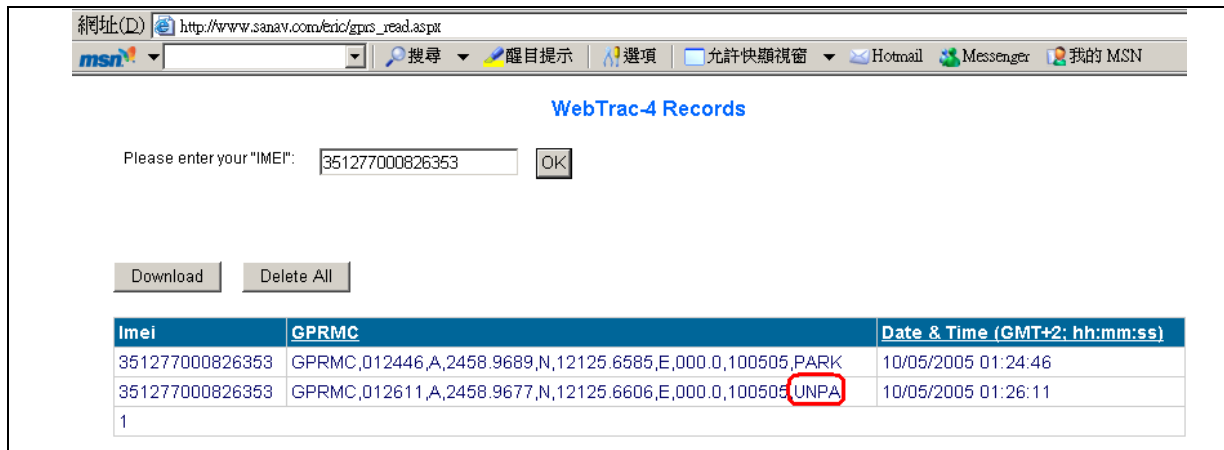 網址(D) http://www.sanav.com/eric/gprs_read.aspx
msn 搜尋 醒目提示 選項 允許快顯視窗 Hotmail Messenger 我的 MSN
WebTrac-4 Records
Please enter your "IMEI": 351277000826353 OK
Download Delete All
Imei GPRMC Date & Time (GMT+2; hh:mm:ss)
351277000826353 GPRMC,012446,A,2458.9689,N,12125.6585,E,000.0,100505,PARK 10/05/2005 01:24:46
351277000826353 GPRMC,012611,A,2458.9677,N,12125.6606,E,000.0,100505,UNPA 10/05/2005 01:26:11
1